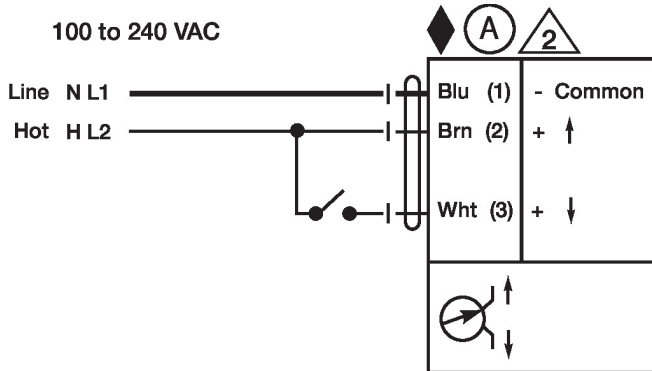 100 to 240 VAC
A
2
Line N L1
Blu (1) - Common
Hot H L2
Brn (2) +
Wht (3) +